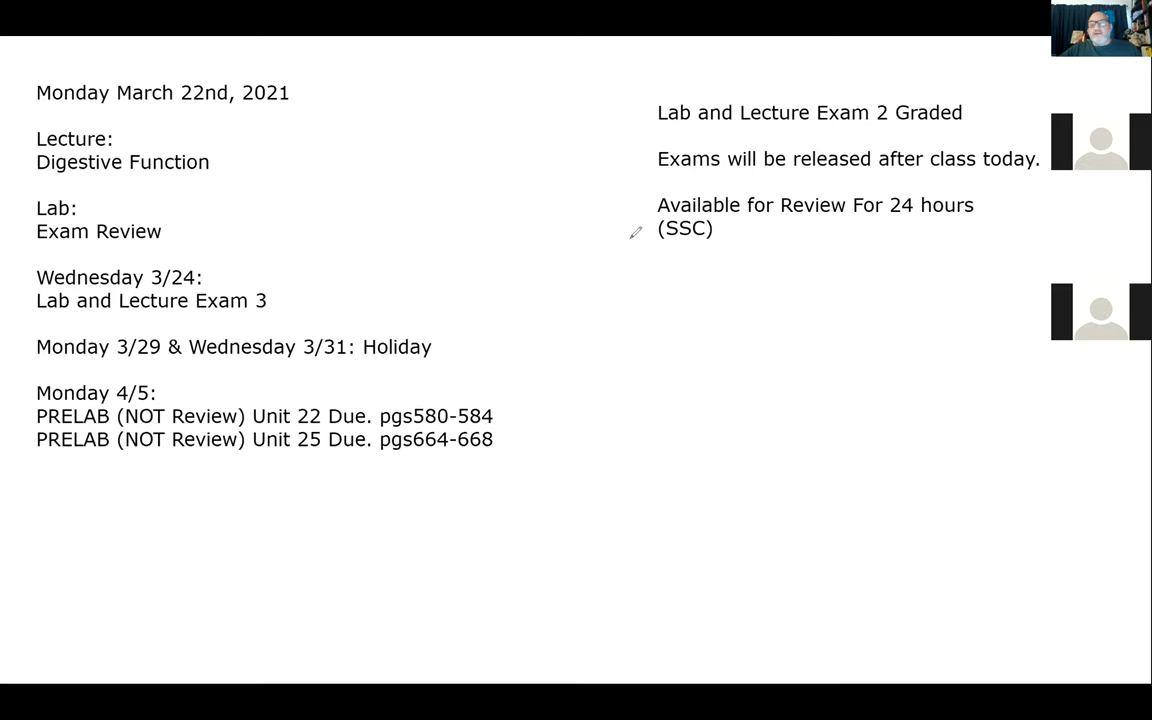 Monday March 22nd, 2021
Lecture:
Digestive Function
Lab:
Exam Review
Wednesday 3/24:
Lab and Lecture Exam 3
Monday 3/29 & Wednesday 3/31: Holiday
Monday 4/5:
PRELAB (NOT Review) Unit 22 Due. pgs580-584
PRELAB (NOT Review) Unit 25 Due. pgs664-668
Lab and Lecture Exam 2 Graded
Exams will be released after class today.
Available for Review For 24 hours
(SSC)